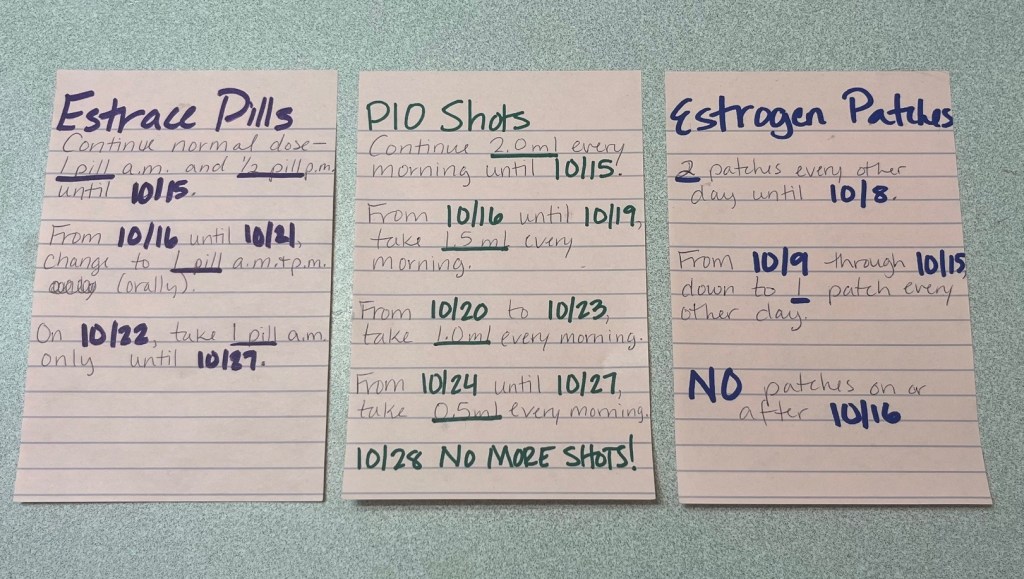 Estrace Pills
Continue normal dose-
1 pill a.m. and 1/2 pill p.m.
until 10/15.
From 10/16 until 10/21,
change to 1 pill a.m.+p.m.
(orally).
On 10/22, take 1 pill a.m.
only until 10/27.
PIO Shots
Continue 2.0ml every
morning until 10/15.
From 10/16 until 10/19,
take 1.5 ml every
morning.
From 10/20 to 10/23,
take 1.0ml every morning.
From 10/24 until 10/27,
take 0.5ml every morning.
10/28 NO MORE SHOTS!
Estrogen Patches
2 patches every other
day until 10/8.
From 10/9 through 10/15,
down to 1 patch every
other day.
NO patches on or
after 10/16